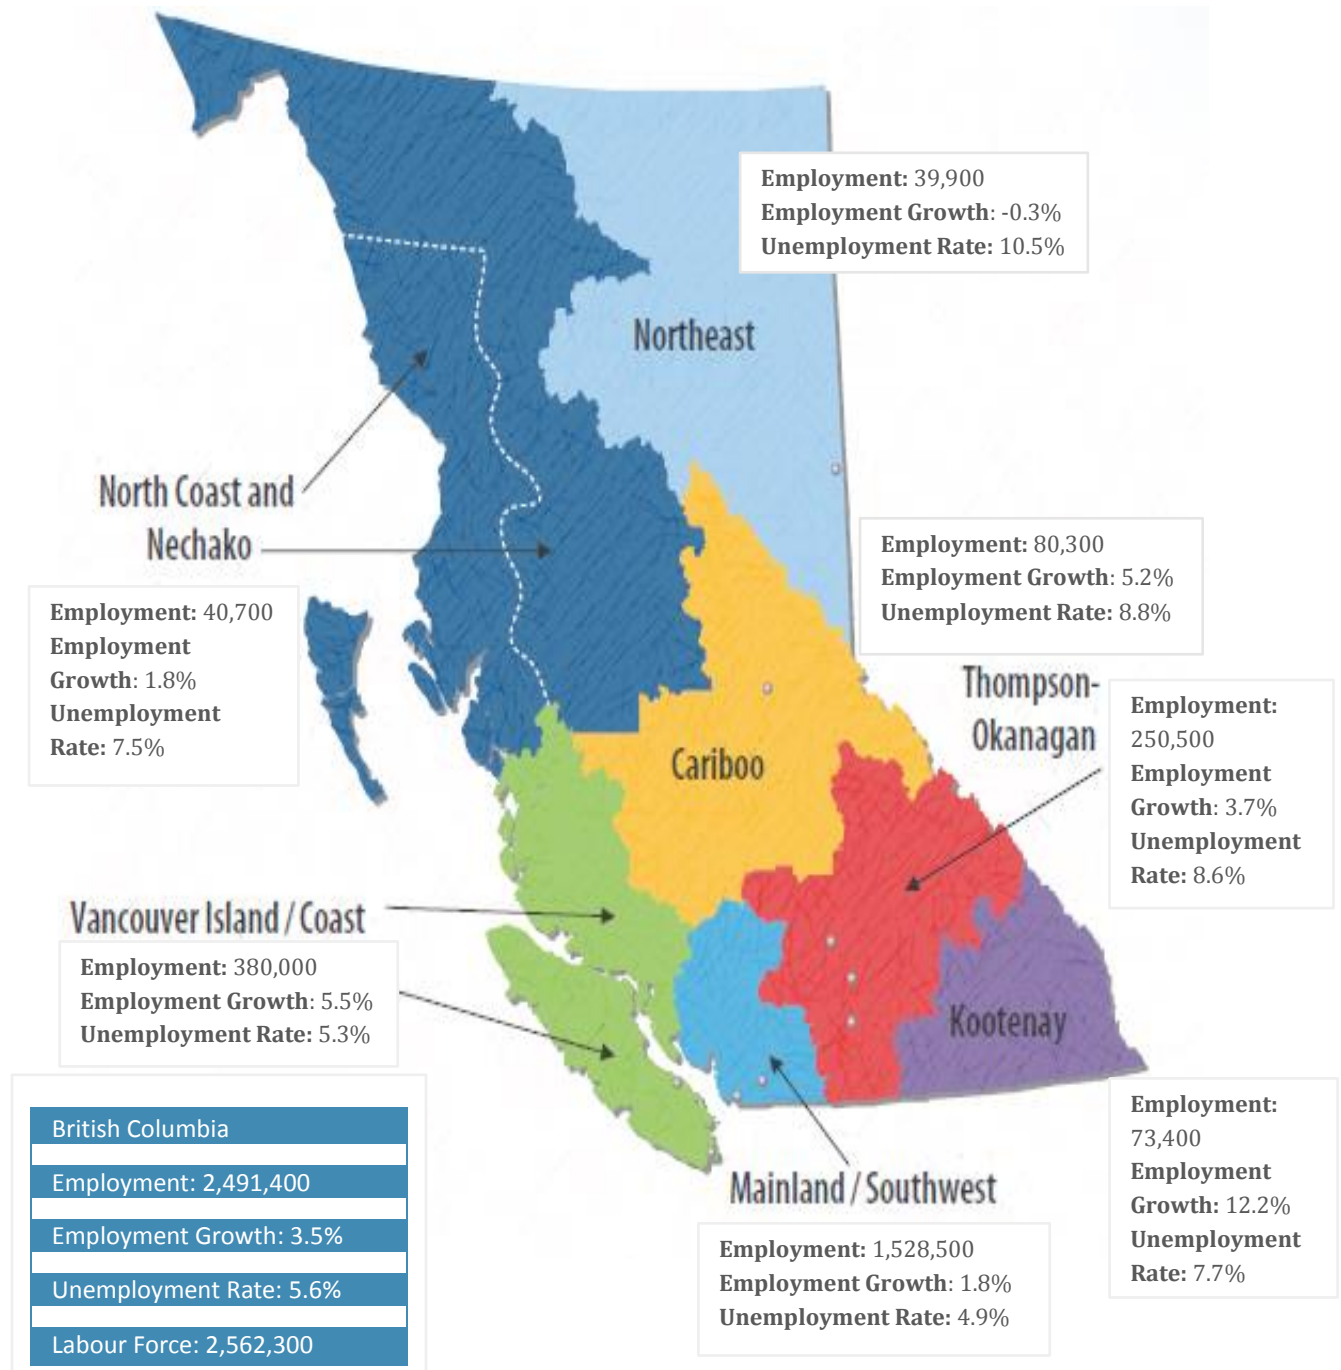 Employment: 39,900
Employment Growth: -0.3%
Unemployment Rate: 10.5%
Northeast
North Coast and
Nechako
Employment: 40,700
Employment
Growth: 1.8%
Unemployment
Rate: 7.5%
Employment: 80,300
Employment Growth: 5.2%
Unemployment Rate: 8.8%
Cariboo
Thompson-
Okanagan
Employment:
250,500
Employment
Growth: 3.7%
Unemployment
Rate: 8.6%
Vancouver Island / Coast
Employment: 380,000
Employment Growth: 5.5%
Unemployment Rate: 5.3%
Kootenay
Employment:
73,400
Employment
Growth: 12.2%
Unemployment
Rate: 7.7%
Mainland / Southwest
Employment: 1,528,500
Employment Growth: 1.8%
Unemployment Rate: 4.9%
British Columbia
Employment: 2,491,400
Employment Growth: 3.5%
Unemployment Rate: 5.6%
Labour Force: 2,562,300